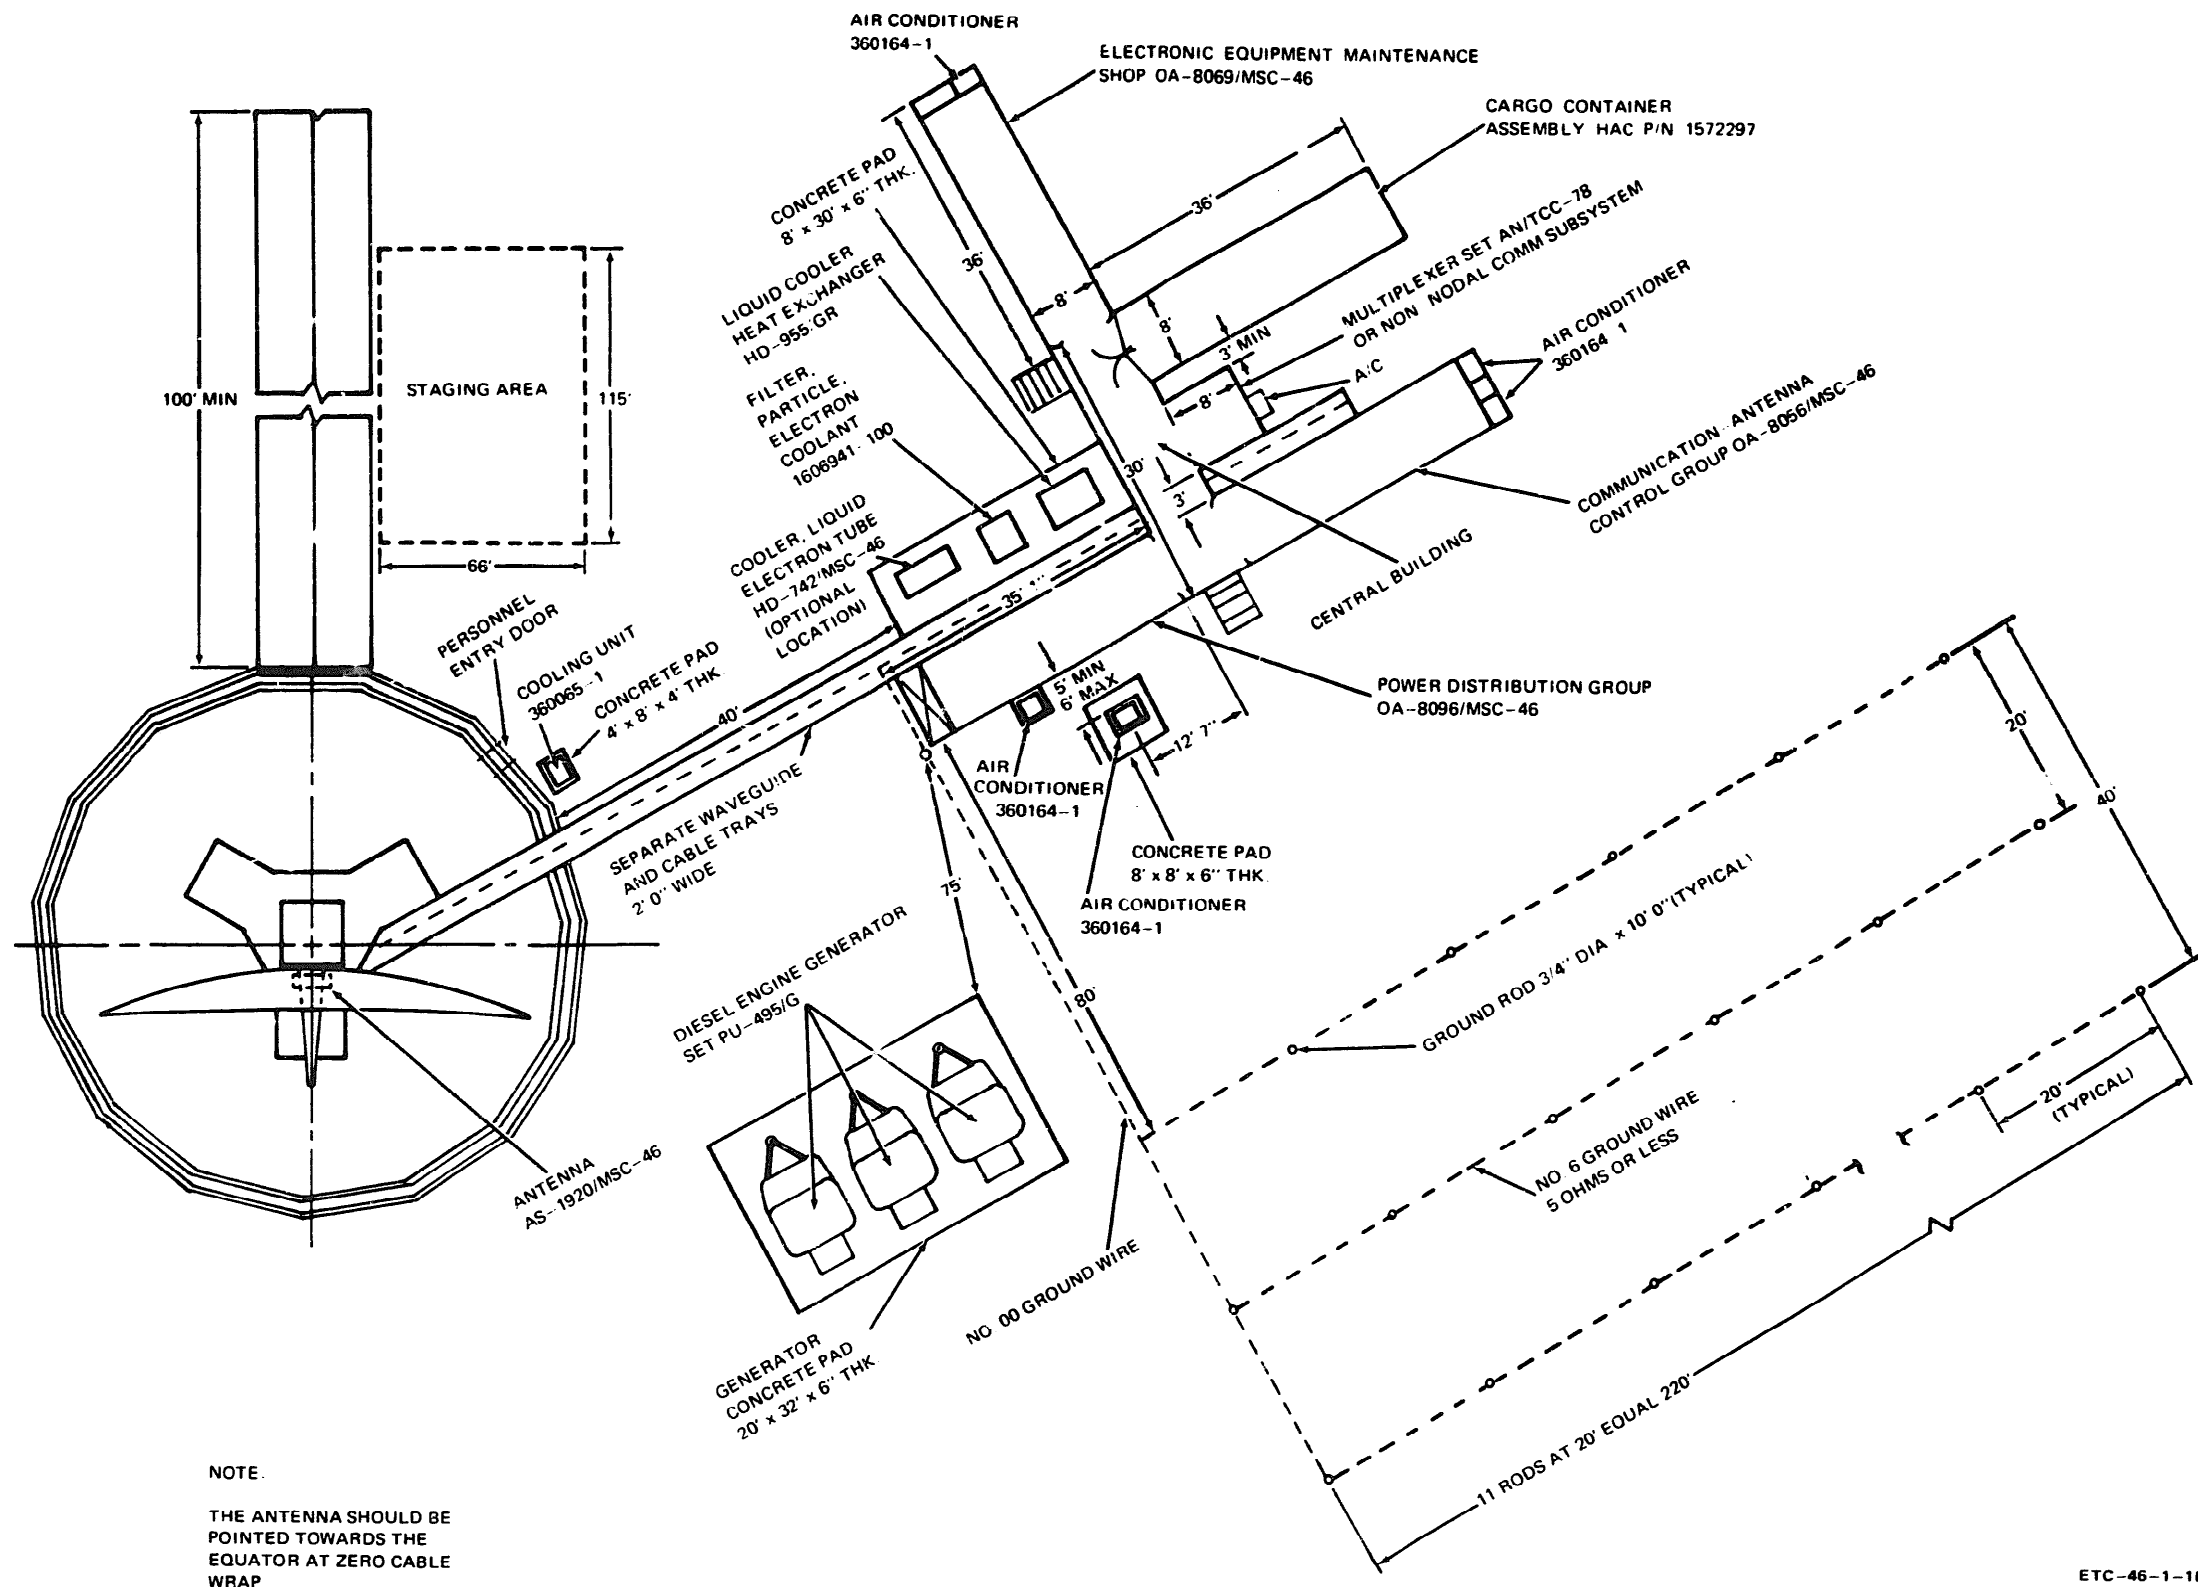 AIR CONDITIONER
360164-1
ELECTRONIC EQUIPMENT MAINTENANCE
SHOP OA-8069/MSC-46
CARGO CONTAINER
ASSEMBLY HAC P/N 1572297
CONCRETE PAD
8' x 30' x 6" THK.
36'
36'
MULTIPLEXER SET AN/TCC-78
OR NON NODAL COMM SUBSYSTEM
LIQUID COOLER
HEAT EXCHANGER
HD-955/GR
8'
8'
3' MIN
8'
A/C
AIR CONDITIONER
360164 1
100' MIN
STAGING AREA
115'
66'
FILTER,
PARTICLE,
ELECTRON
COOLANT
1606941-100
30'
3'
COMMUNICATION-ANTENNA
CONTROL GROUP OA-8056/MSC-46
COOLER, LIQUID
ELECTRON TUBE
HD-742/MSC-46
(OPTIONAL
LOCATION)
35' 1"
CENTRAL BUILDING
PERSONNEL
ENTRY DOOR
COOLING UNIT
360065-1
CONCRETE PAD
4' x 8' x 4' THK
40'
5' MIN
6' MAX
POWER DISTRIBUTION GROUP
OA-8096/MSC-46
12' 7"
SEPARATE WAVEGUIDE
AND CABLE TRAYS
2' 0" WIDE
AIR
CONDITIONER
360164-1
CONCRETE PAD
8' x 8' x 6" THK.
AIR CONDITIONER
360164-1
20'
40'
75'
80'
DIESEL ENGINE GENERATOR
SET PU-495/G
GROUND ROD 3/4" DIA x 10' 0" (TYPICAL)
NO. 6 GROUND WIRE
5 OHMS OR LESS
20'
(TYPICAL)
ANTENNA
AS-1920/MSC-46
NO. 00 GROUND WIRE
GENERATOR
CONCRETE PAD
20' x 32' x 6" THK
11 RODS AT 20' EQUAL 220'
NOTE.
THE ANTENNA SHOULD BE
POINTED TOWARDS THE
EQUATOR AT ZERO CABLE
WRAP